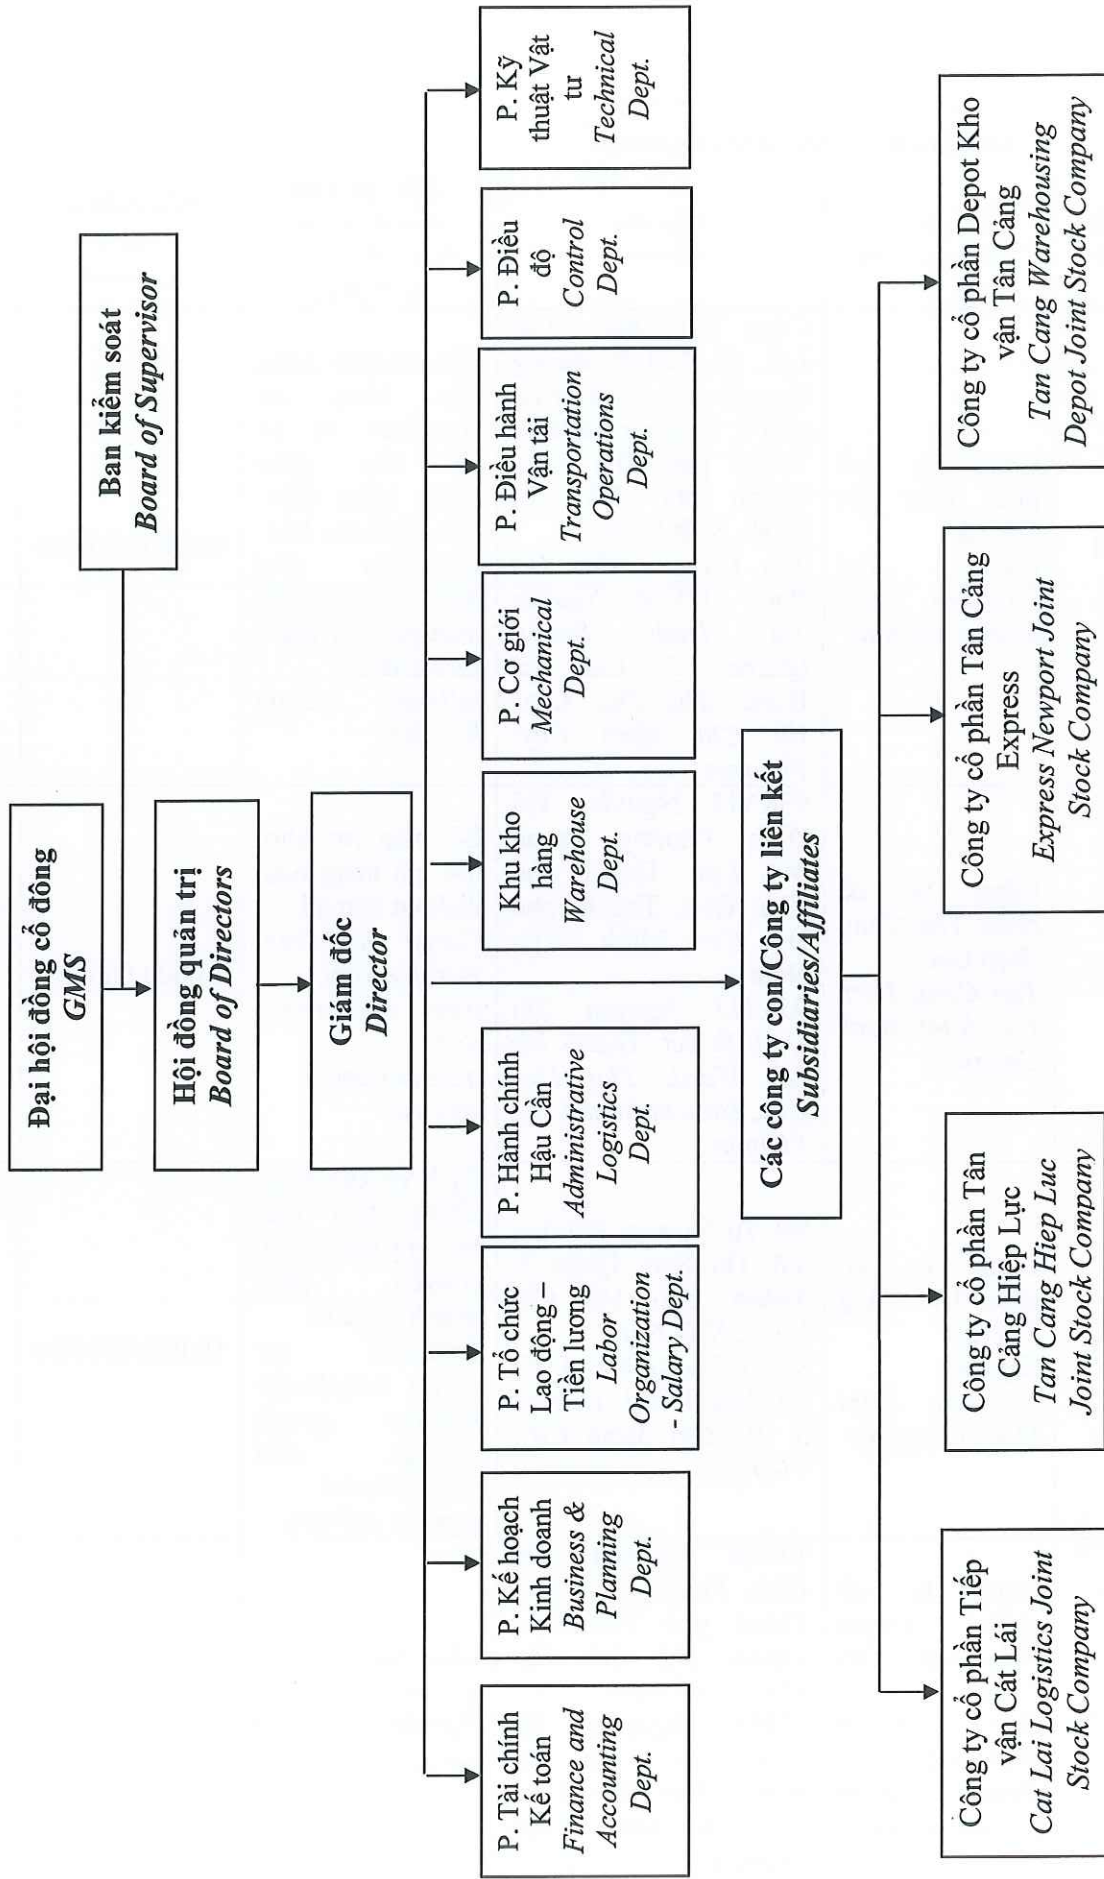 Đại hội đồng cổ đông
GMS
Ban kiểm soát
Board of Supervisor
Hội đồng quản trị
Board of Directors
Giám đốc
Director
P. Tài chính
Kế toán
Finance and
Accounting
Dept.
P. Kế hoạch
Kinh doanh
Business &
Planning
Dept.
P. Tổ chức
Lao động –
Tiền lương
Labor
Organization
- Salary Dept.
P. Hành chính
Hậu Cần
Administrative
Logistics
Dept.
Khu kho
hàng
Warehouse
Dept.
P. Cơ giới
Mechanical
Dept.
P. Điều hành
Vận tải
Transportation
Operations
Dept.
P. Điều
độ
Control
Dept.
P. Kỹ
thuật Vật
tư
Technical
Dept.
Các công ty con/Công ty liên kết
Subsidiaries/Affiliates
Công ty cổ phần Tiếp
vận Cát Lái
Cat Lai Logistics Joint
Stock Company
Công ty cổ phần Tân
Cảng Hiệp Lực
Tan Cang Hiep Luc
Joint Stock Company
Công ty cổ phần Tân Cảng
Express
Express Newport Joint
Stock Company
Công ty cổ phần Depot Kho
vận Tân Cảng
Tan Cang Warehousing
Depot Joint Stock Company